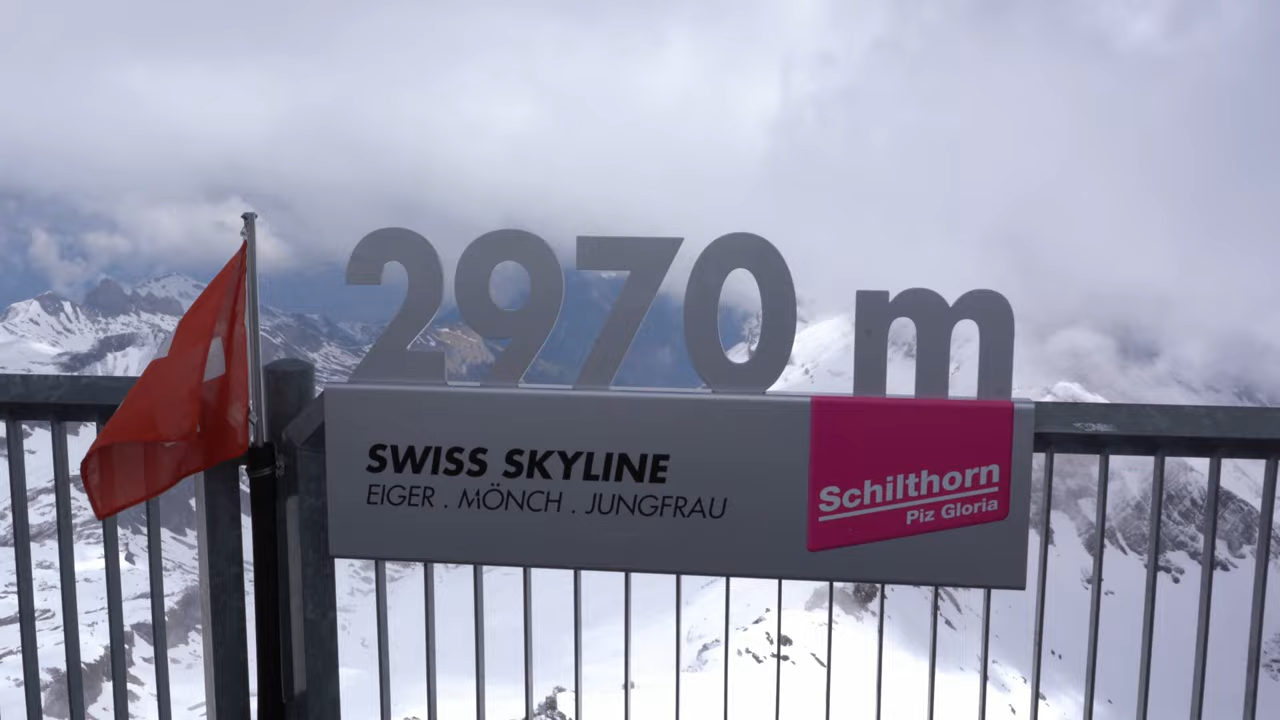 2970 m
SWISS SKYLINE
EIGER . MÖNCH . JUNGFRAU
Schilthorn
Piz Gloria